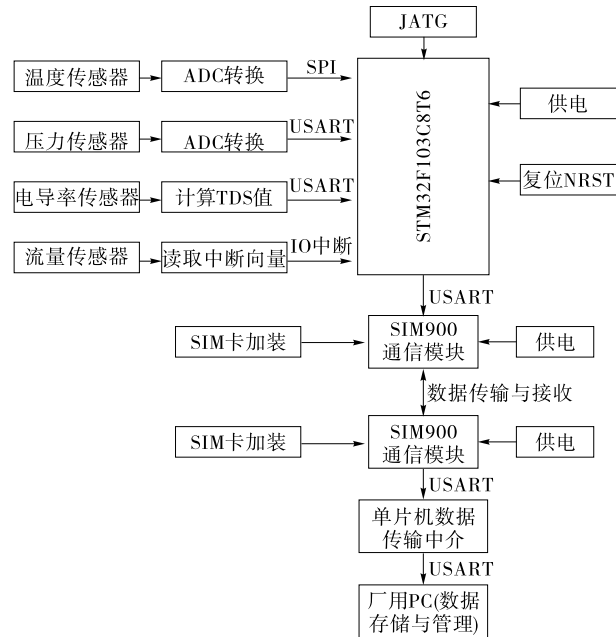 JATG
温度传感器
ADC转换
SPI
压力传感器
ADC转换
USART
电导率传感器
计算TDS值
USART
流量传感器
读取中断向量
IO中断
STM32F103C8T6
供电
复位NRST
USART
SIM卡加装
SIM900
通信模块
供电
数据传输与接收
SIM卡加装
SIM900
通信模块
供电
USART
单片机数据
传输中介
USART
厂用PC(数据
存储与管理)